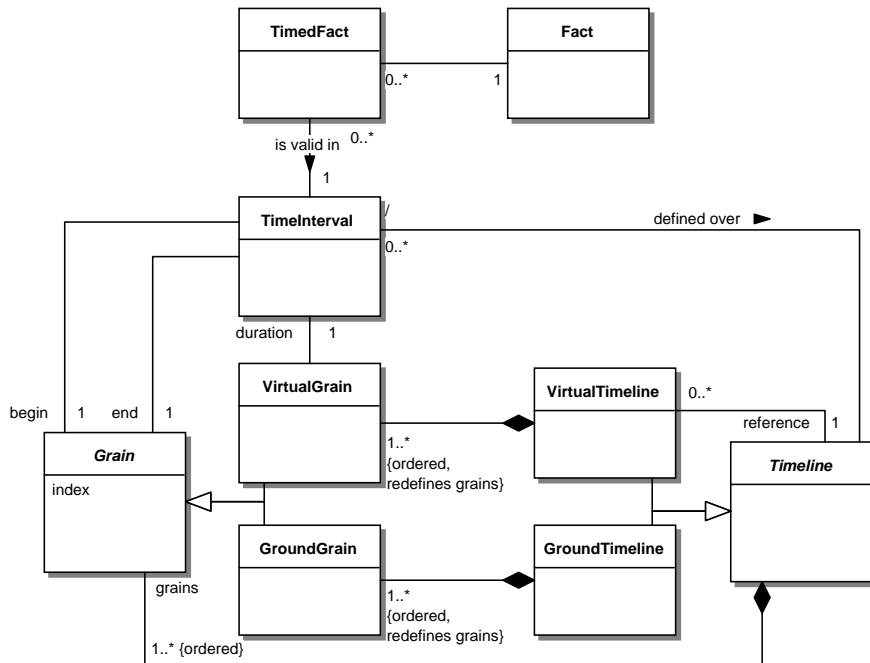 TimedFact
Fact
0..*
1
is valid in
0..*
1
TimeInterval
/
defined over
0..*
duration
1
VirtualGrain
VirtualTimeline
0..*
begin
1
end
1
reference
1
1..*
{ordered,
redefines grains}
Grain
index
Timeline
GroundGrain
GroundTimeline
grains
1..*
{ordered,
redefines grains}
1..* {ordered}